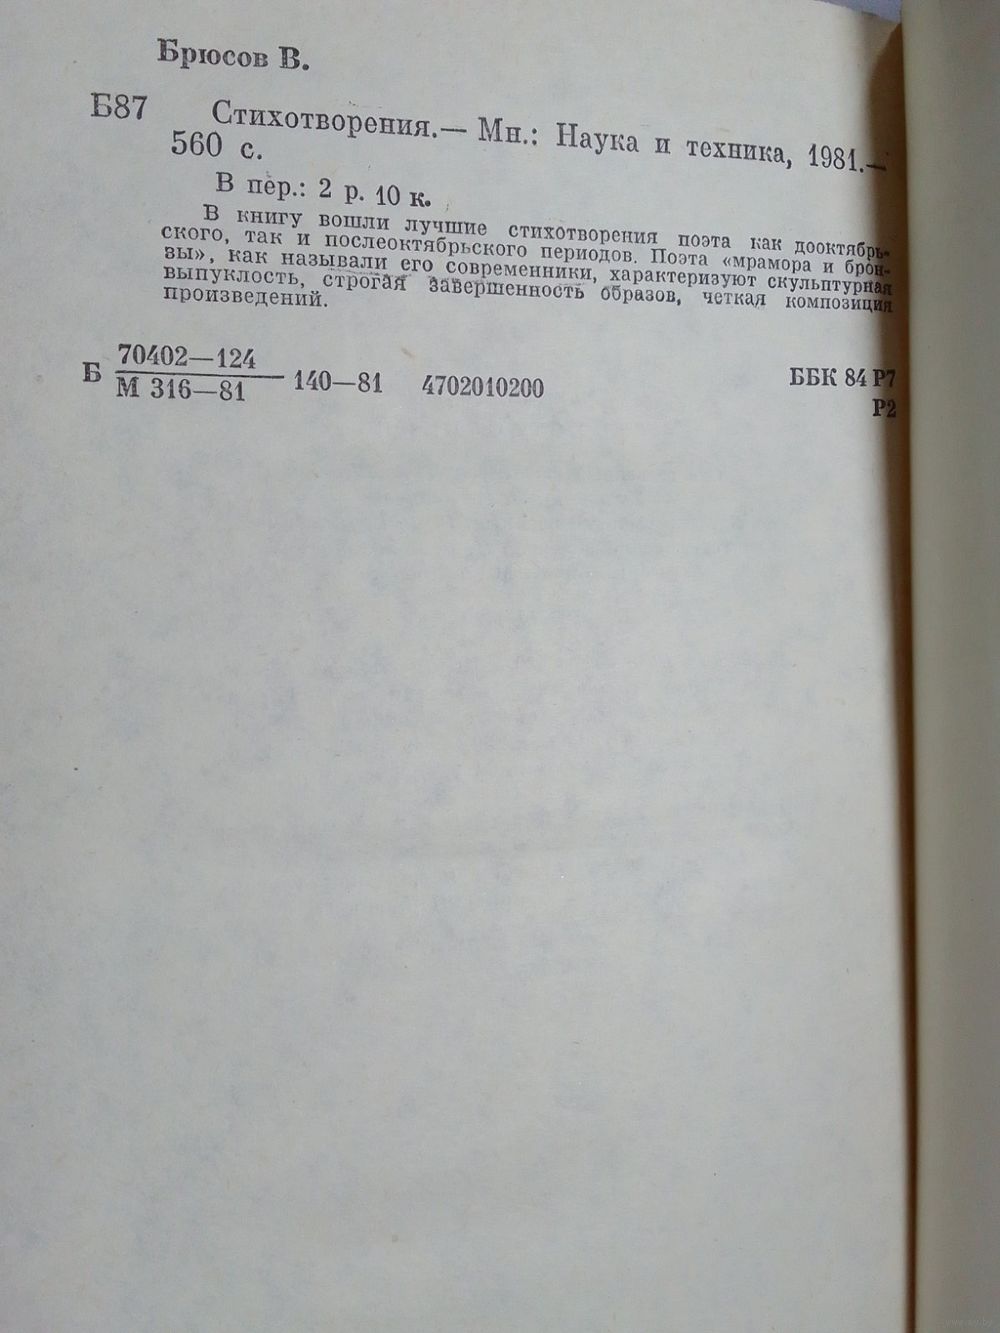 Брюсов В.
Б87 Стихотворения.— Мн.: Наука и техника, 1981.—
560 с.
В пер.: 2 р. 10 к.
В книгу вошли лучшие стихотворения поэта как дооктябрь-
ского, так и послеоктябрьского периодов. Поэта «мрамора и брон-
зы», как называли его современники, характеризуют скульптурная
выпуклость, строгая завершенность образов, четкая композиция
произведений.
Б 70402—124 / М 316—81 140—81 4702010200 ББК 84 Р7
Р2